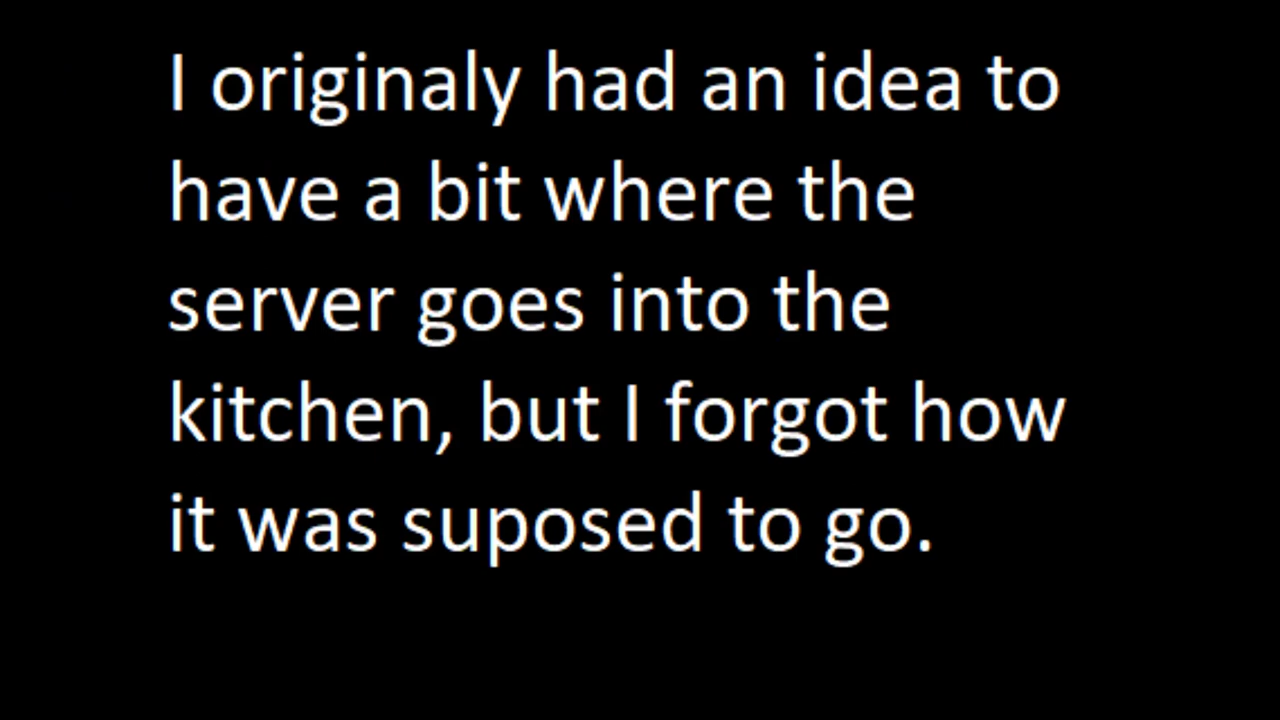 I originaly had an idea to
have a bit where the
server goes into the
kitchen, but I forgot how
it was suposed to go.